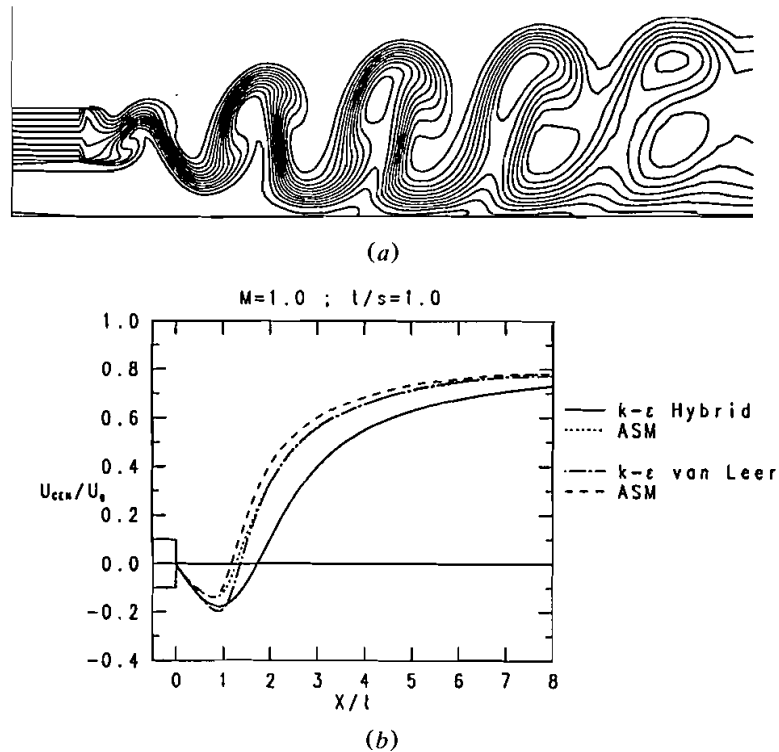 (a)
M=1.0 ; t/s=1.0
1.0
0.8
0.6
0.4
0.2
0.0
-0.2
-0.4
U_CEN/U_0
0 1 2 3 4 5 6 7 8
X/t
k-ε Hybrid
ASM
k-ε van Leer
ASM
(b)